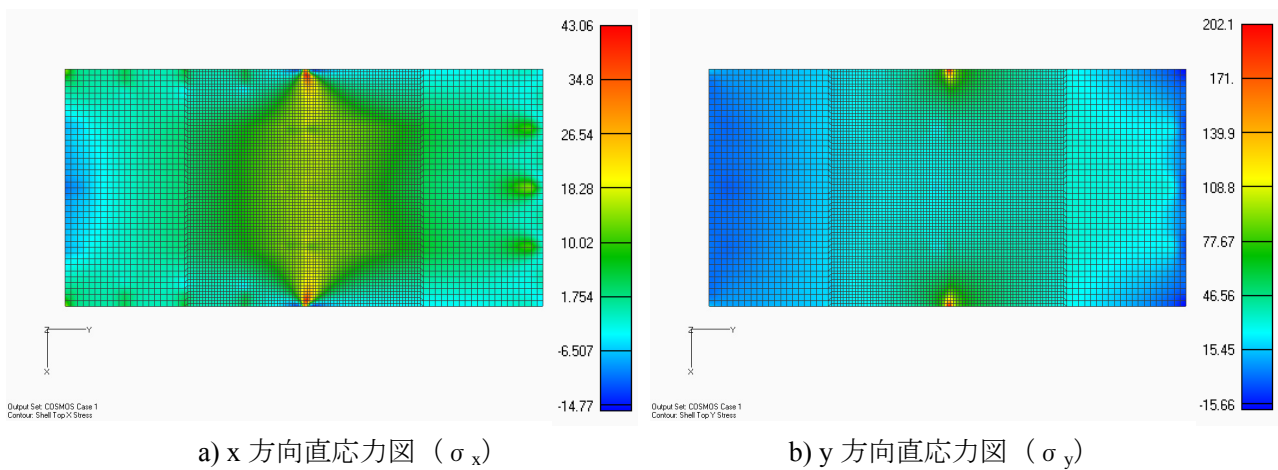 43.06
34.8
26.54
18.28
10.02
1.754
-6.507
-14.77
Z
Y
X
Output Set: COSMOS Case 1
Contour: Shell Top X Stress
202.1
171.
139.9
108.8
77.67
46.56
15.45
-15.66
Z
Y
X
Output Set: COSMOS Case 1
Contour: Shell Top Y Stress
a) x 方向直応力図（σx）
b) y 方向直応力図（σy）